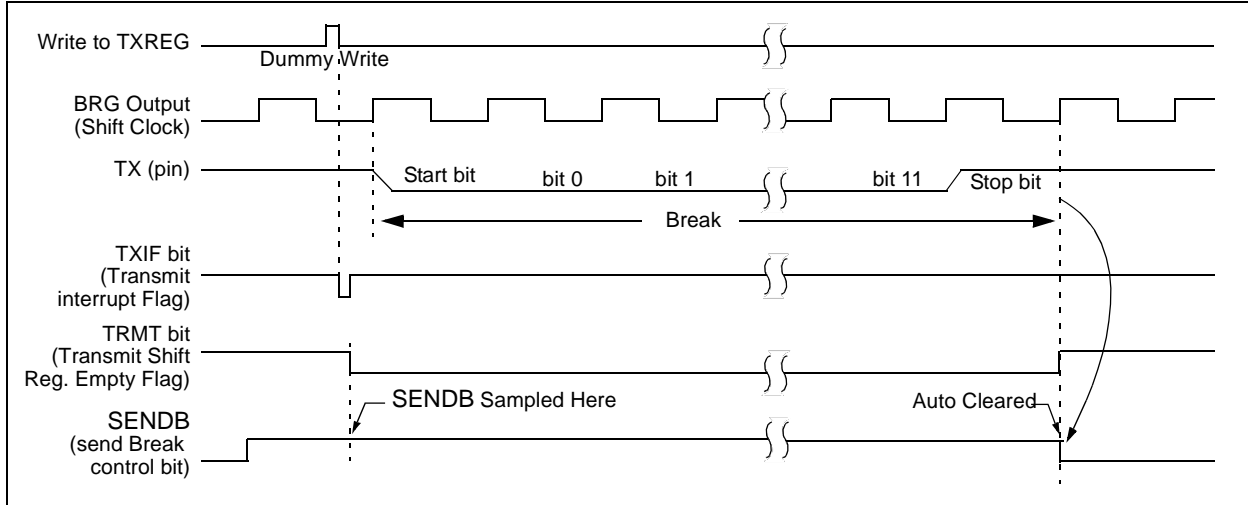 Write to TXREG
Dummy Write
BRG Output
(Shift Clock)
TX (pin)
Start bit
bit 0
bit 1
bit 11
Stop bit
Break
TXIF bit
(Transmit
interrupt Flag)
TRMT bit
(Transmit Shift
Reg. Empty Flag)
SENDB Sampled Here
Auto Cleared
SENDB
(send Break
control bit)